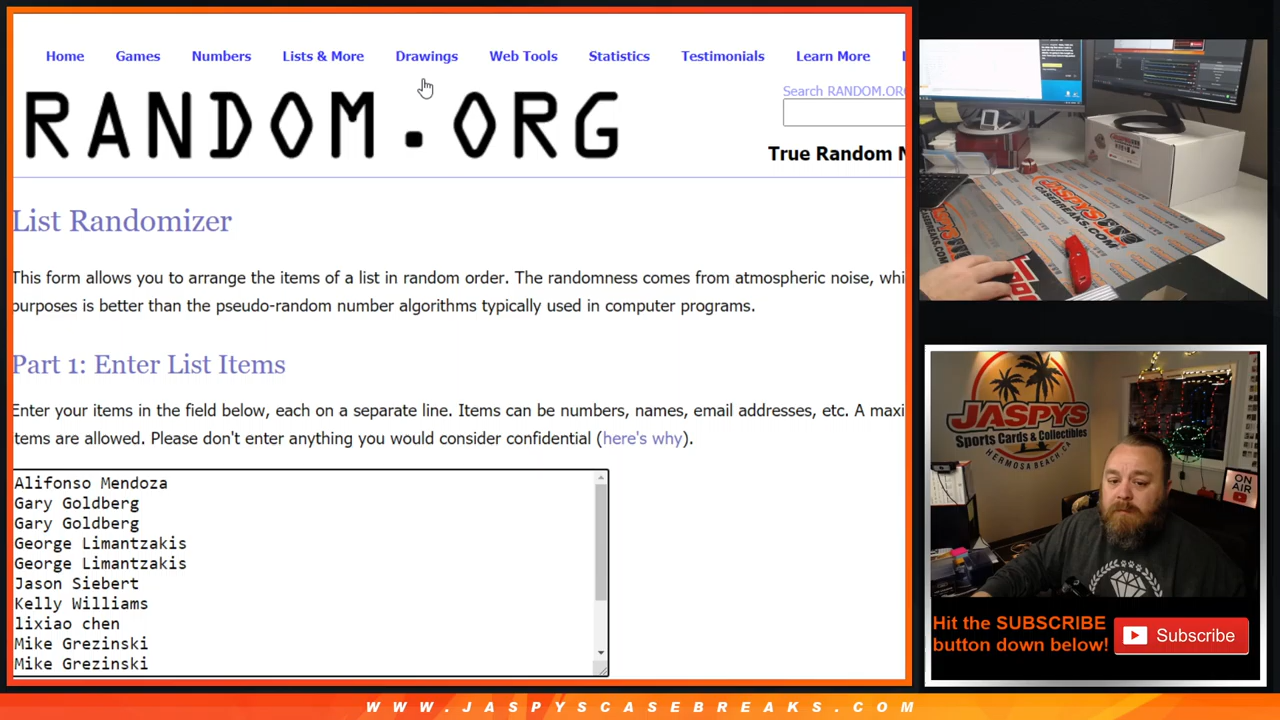 Home Games Numbers Lists & More Drawings Web Tools Statistics Testimonials Learn More
Search RANDOM.ORG
RANDOM.ORG
True Random N
List Randomizer
This form allows you to arrange the items of a list in random order. The randomness comes from atmospheric noise, whi
purposes is better than the pseudo-random number algorithms typically used in computer programs.
Part 1: Enter List Items
Enter your items in the field below, each on a separate line. Items can be numbers, names, email addresses, etc. A maxi
items are allowed. Please don't enter anything you would consider confidential (here's why).
Alifonso Mendoza
Gary Goldberg
Gary Goldberg
George Limantzakis
George Limantzakis
Jason Siebert
Kelly Williams
lixiao chen
Mike Grezinski
Mike Grezinski
JASPYS
CASEBREAKS.COM
JASPYS
Sports Cards & Collectibles
HERMOSA BEACH, CA
ON AIR
Hit the SUBSCRIBE
button down below!
Subscribe
WWW.JASPYSCASEBREAKS.COM